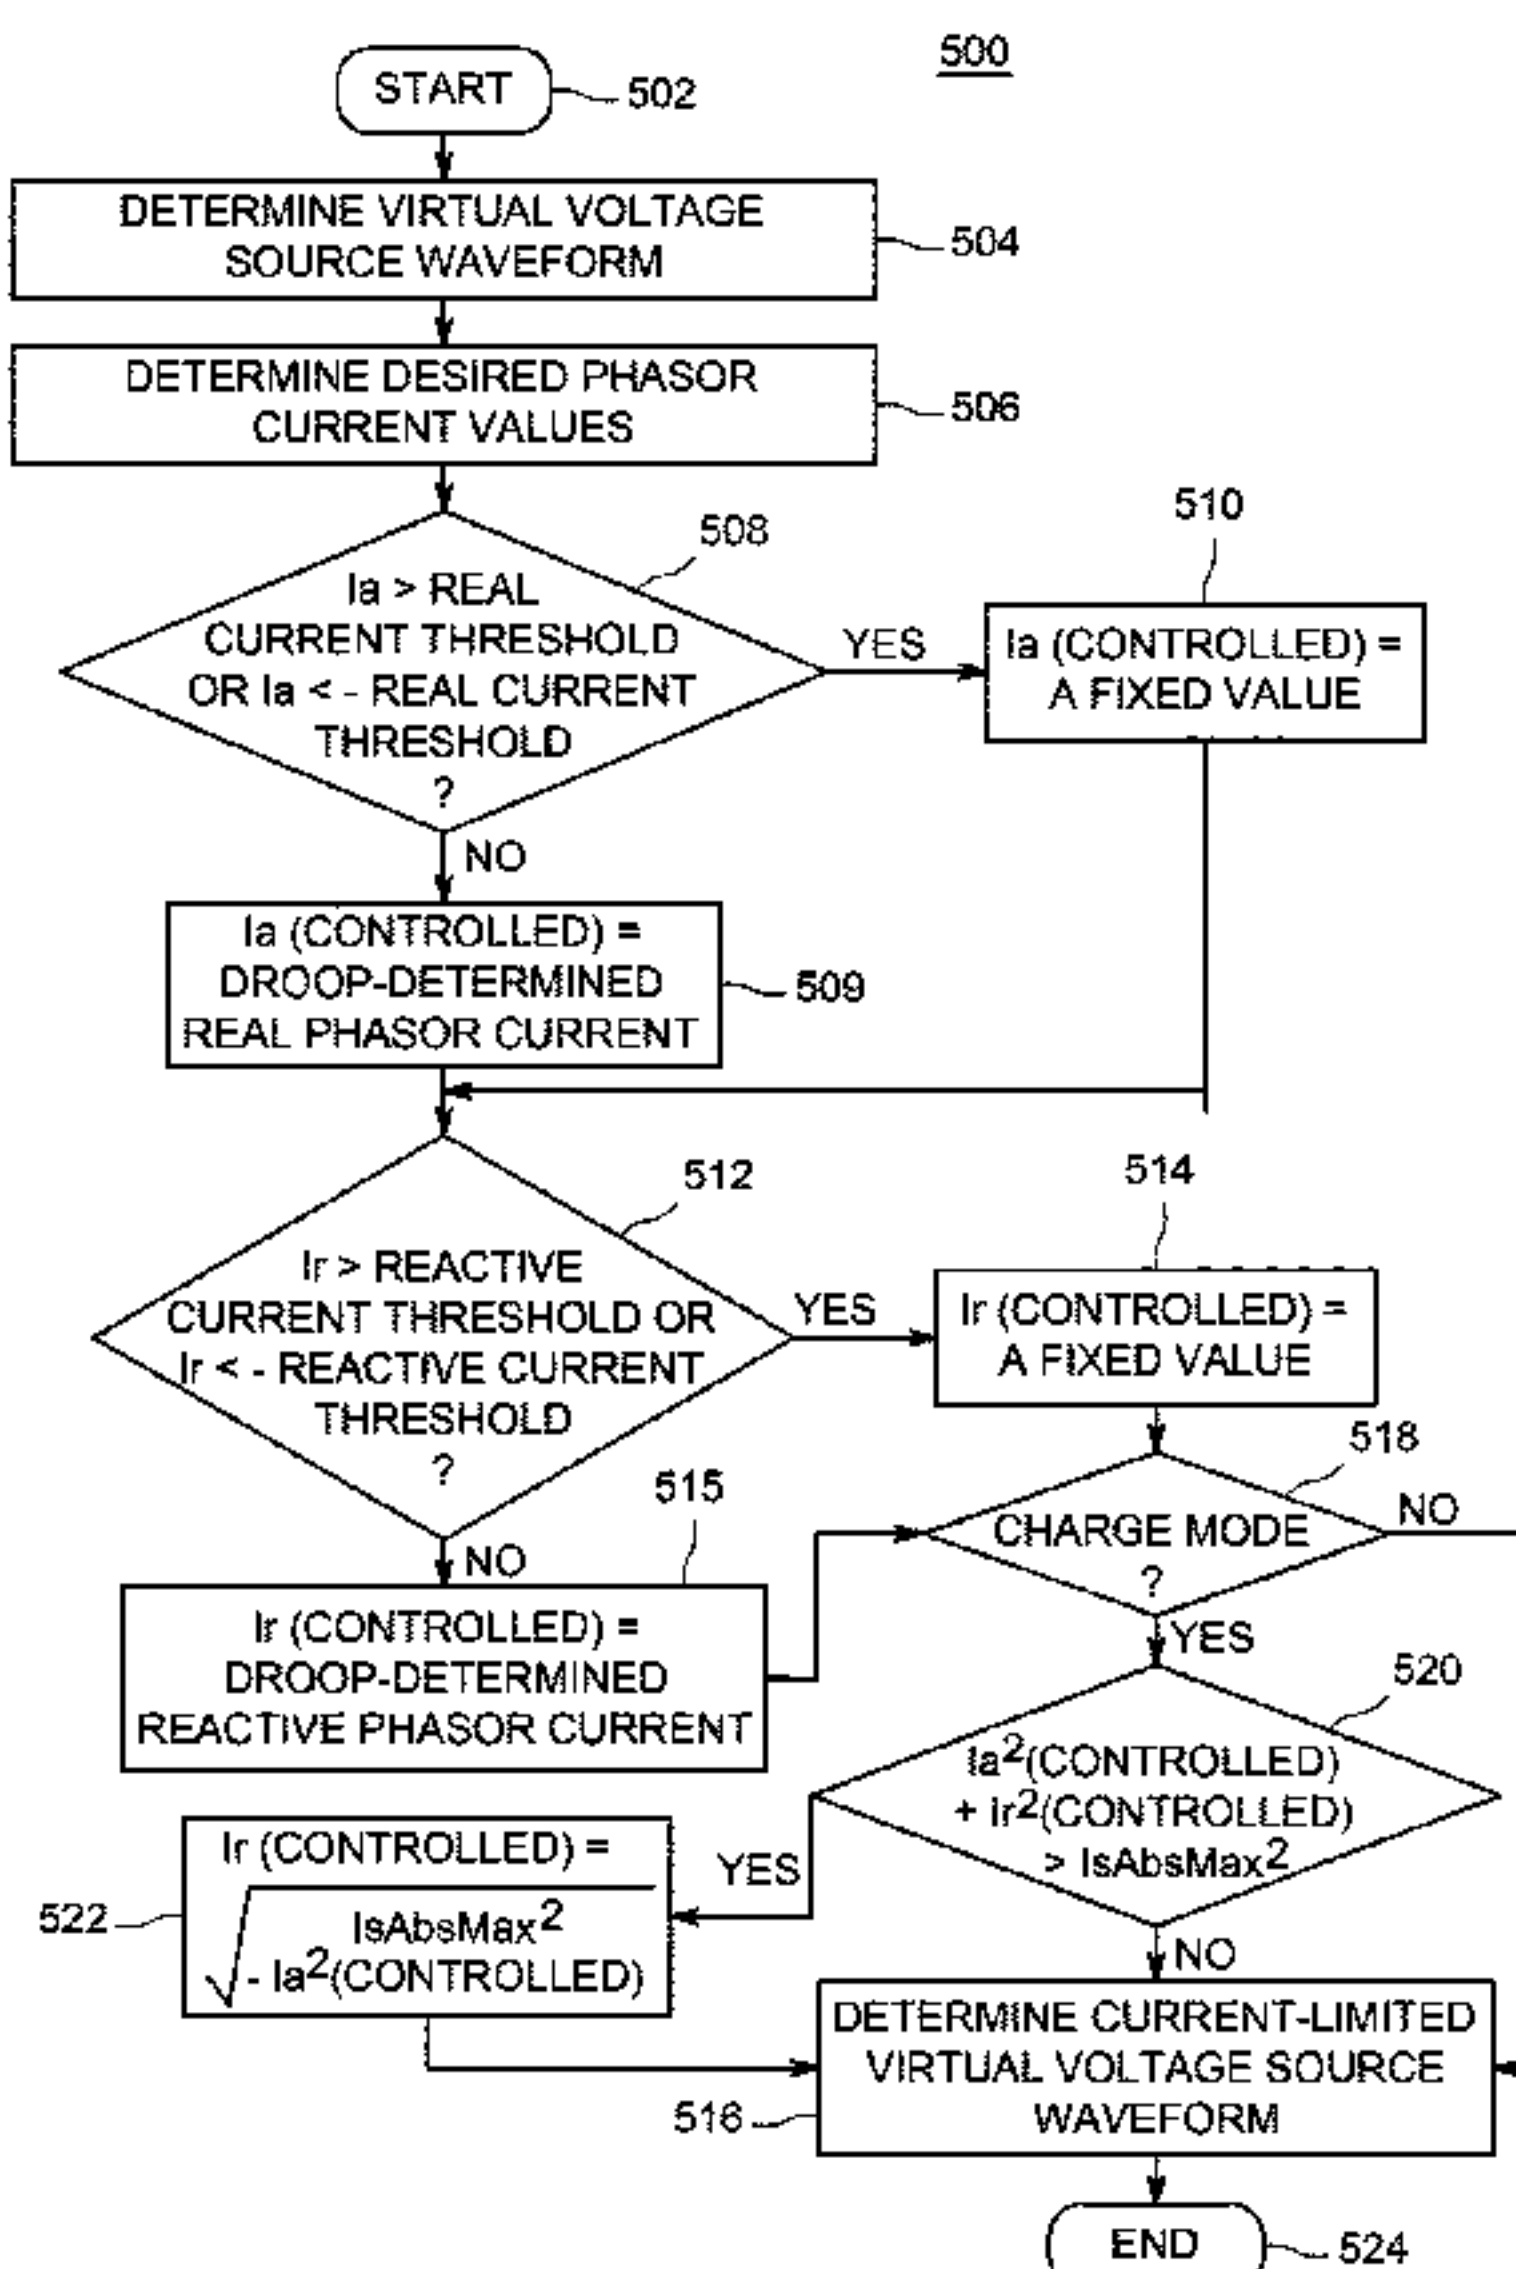 500
START
502
DETERMINE VIRTUAL VOLTAGE
SOURCE WAVEFORM
504
DETERMINE DESIRED PHASOR
CURRENT VALUES
506
508
Ia > REAL
CURRENT THRESHOLD
OR Ia < - REAL CURRENT
THRESHOLD
?
YES
510
Ia (CONTROLLED) =
A FIXED VALUE
NO
Ia (CONTROLLED) =
DROOP-DETERMINED
REAL PHASOR CURRENT
509
512
Ir > REACTIVE
CURRENT THRESHOLD OR
Ir < - REACTIVE CURRENT
THRESHOLD
?
YES
514
Ir (CONTROLLED) =
A FIXED VALUE
518
CHARGE MODE
?
NO
NO
515
Ir (CONTROLLED) =
DROOP-DETERMINED
REACTIVE PHASOR CURRENT
YES
520
Ia²(CONTROLLED)
+ Ir²(CONTROLLED)
> IsAbsMax²
YES
Ir (CONTROLLED) =
√ IsAbsMax²
- Ia²(CONTROLLED)
522
NO
DETERMINE CURRENT-LIMITED
VIRTUAL VOLTAGE SOURCE
WAVEFORM
516
END
524